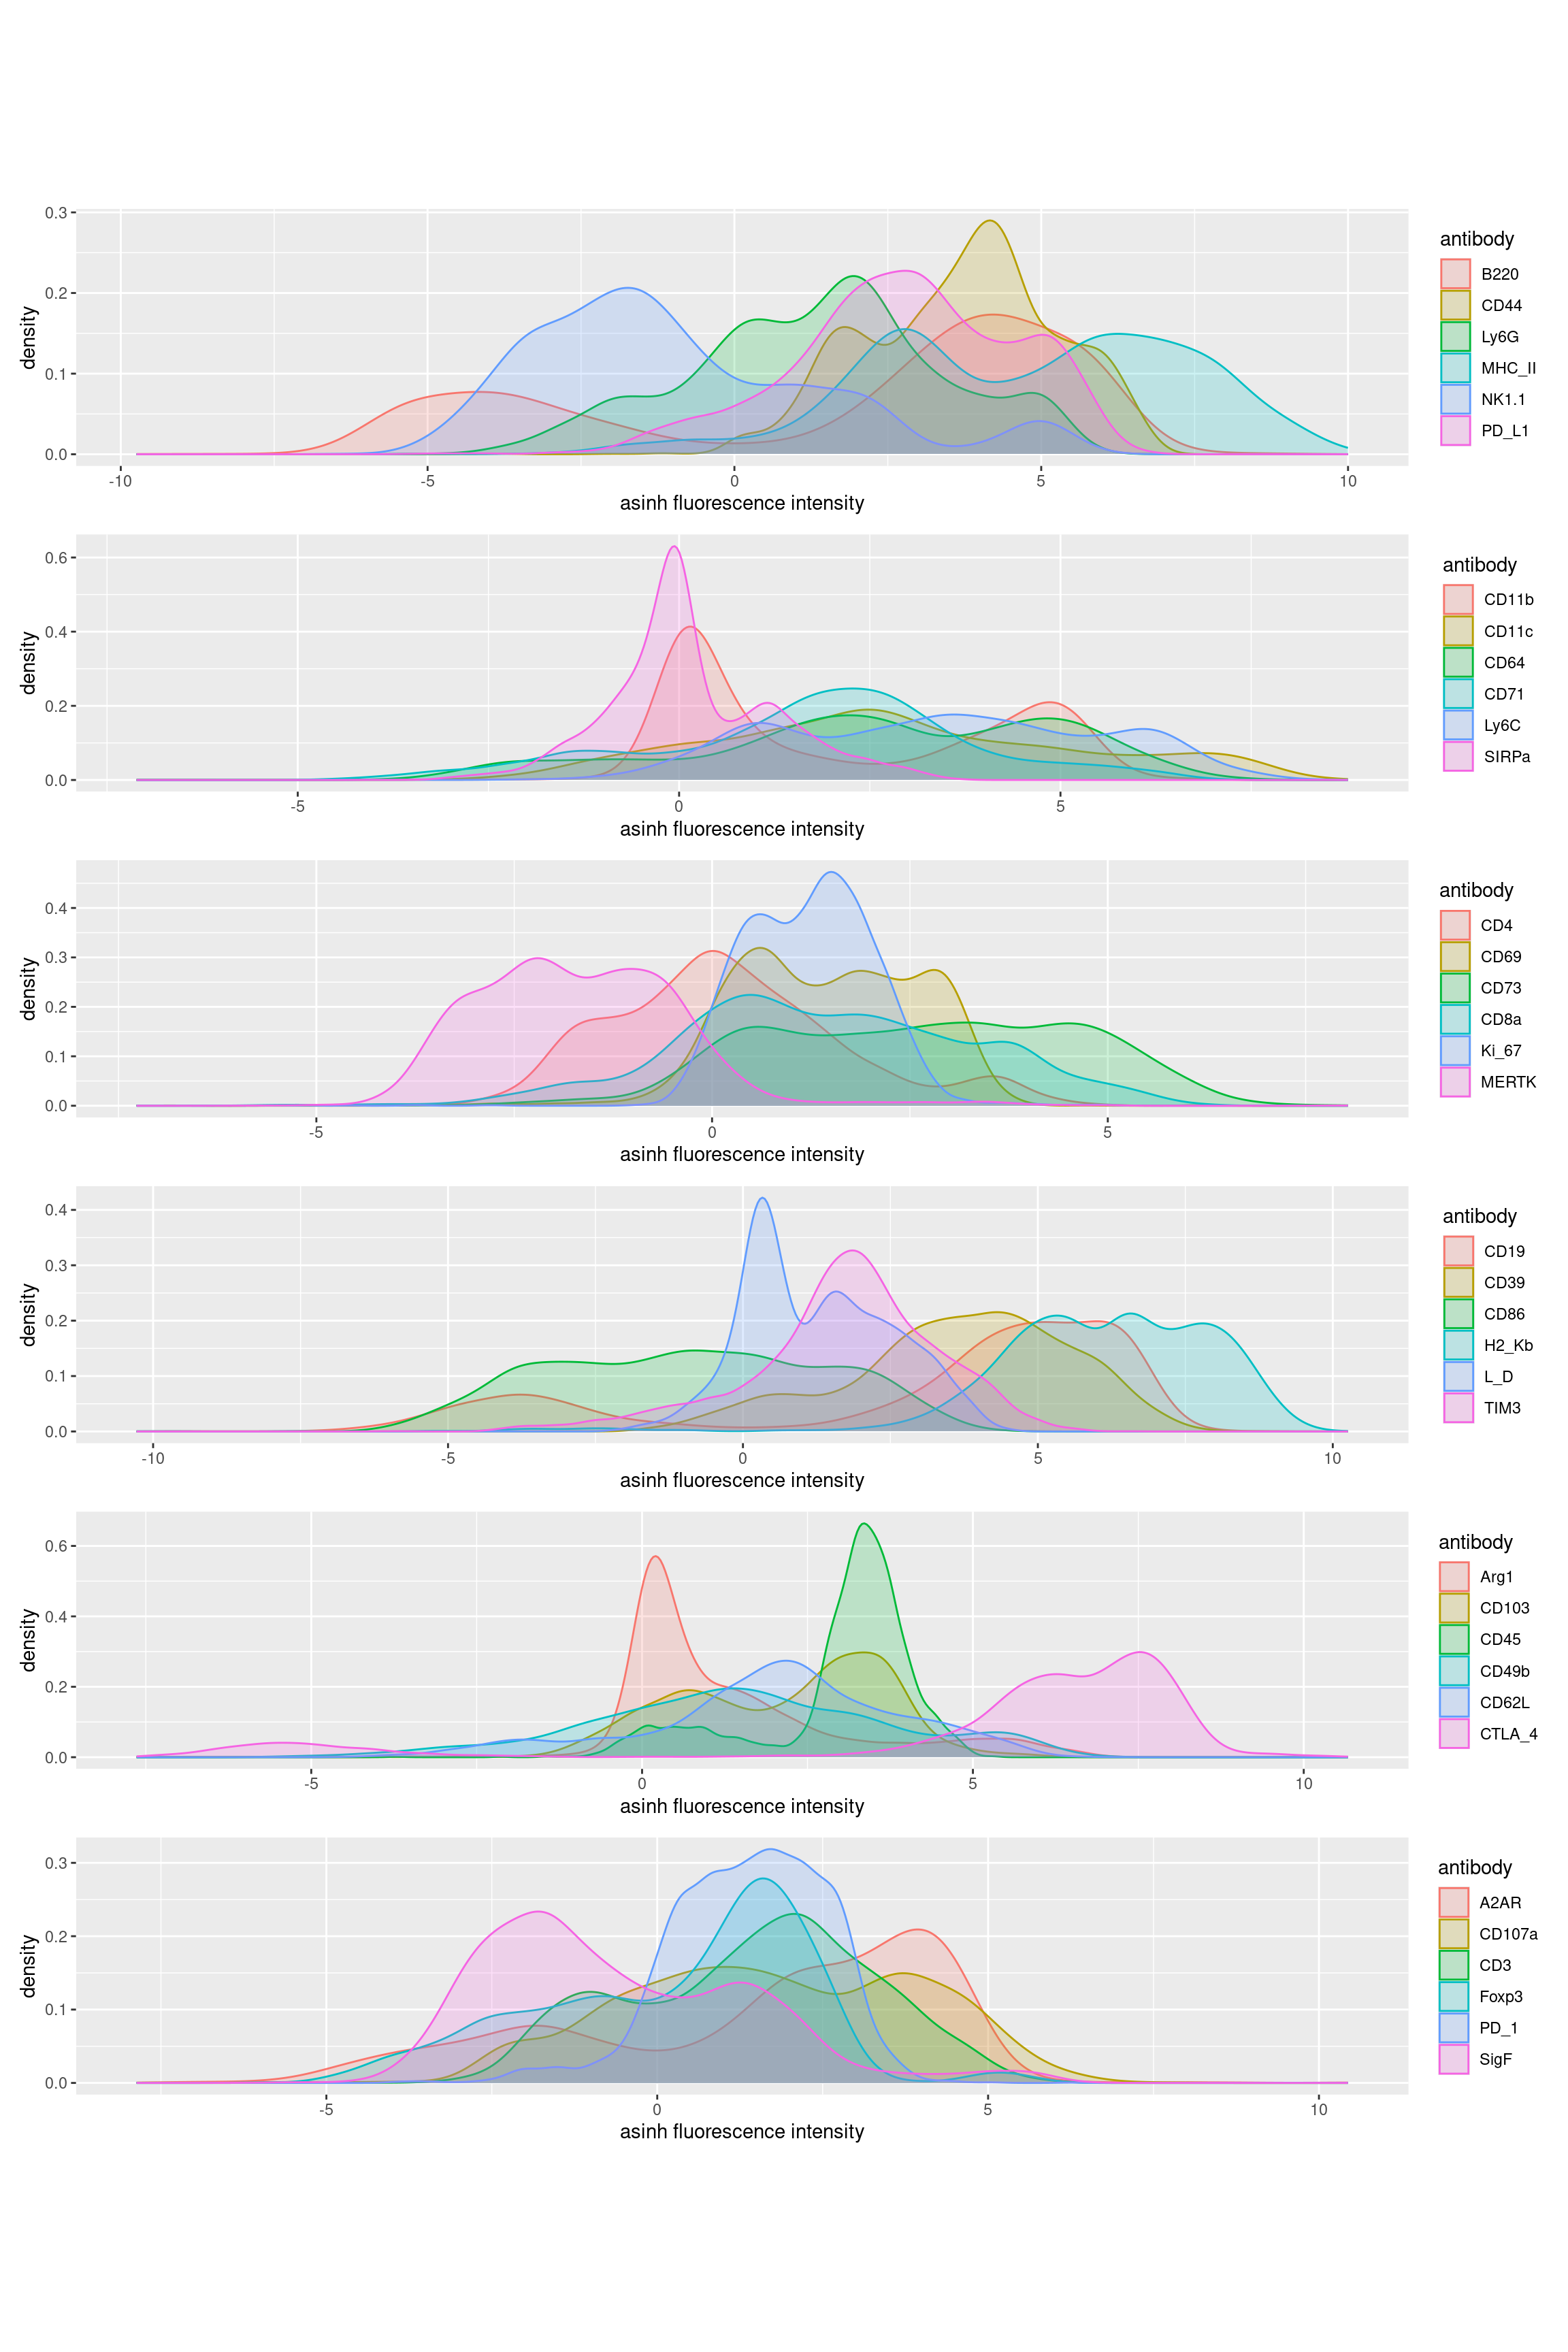 antibody
B220
CD44
Ly6G
MHC_II
NK1.1
PD_L1
density
0.3
0.2
0.1
0.0
-10 -5 0 5 10
asinh fluorescence intensity
antibody
CD11b
CD11c
CD64
CD71
Ly6C
SIRPa
density
0.6
0.4
0.2
0.0
-5 0 5
asinh fluorescence intensity
antibody
CD4
CD69
CD73
CD8a
Ki_67
MERTK
density
0.4
0.3
0.2
0.1
0.0
-5 0 5
asinh fluorescence intensity
antibody
CD19
CD39
CD86
H2_Kb
L_D
TIM3
density
0.4
0.3
0.2
0.1
0.0
-10 -5 0 5 10
asinh fluorescence intensity
antibody
Arg1
CD103
CD45
CD49b
CD62L
CTLA_4
density
0.6
0.4
0.2
0.0
-5 0 5 10
asinh fluorescence intensity
antibody
A2AR
CD107a
CD3
Foxp3
PD_1
SigF
density
0.3
0.2
0.1
0.0
-5 0 5 10
asinh fluorescence intensity